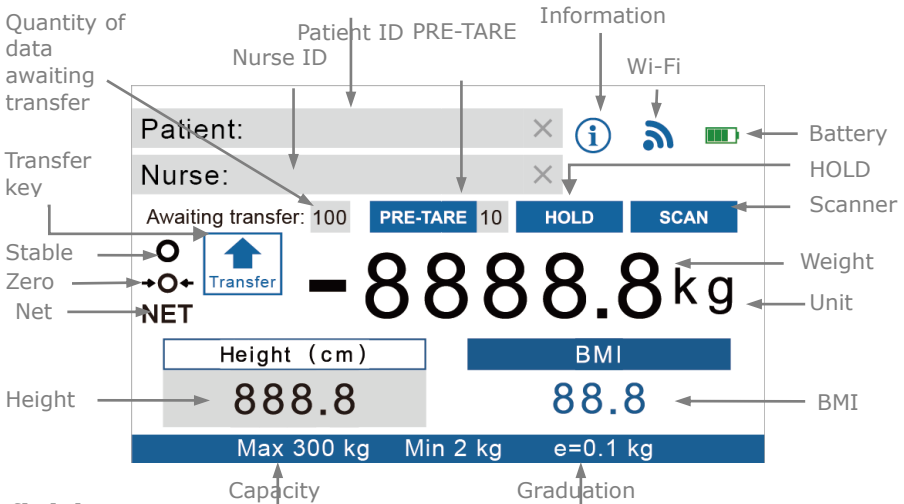 Quantity of
data
awaiting
transfer
Nurse ID
Patient ID
PRE-TARE
Information
Wi-Fi
Patient:
Battery
Transfer
key
Nurse:
HOLD
Awaiting transfer: 100
PRE-TARE 10
HOLD
SCAN
Scanner
Stable
Zero
Net
NET
Transfer
-8888.8 kg
Weight
Unit
Height (cm)
BMI
Height
888.8
88.8
BMI
Max 300 kg Min 2 kg e=0.1 kg
Capacity
Graduation